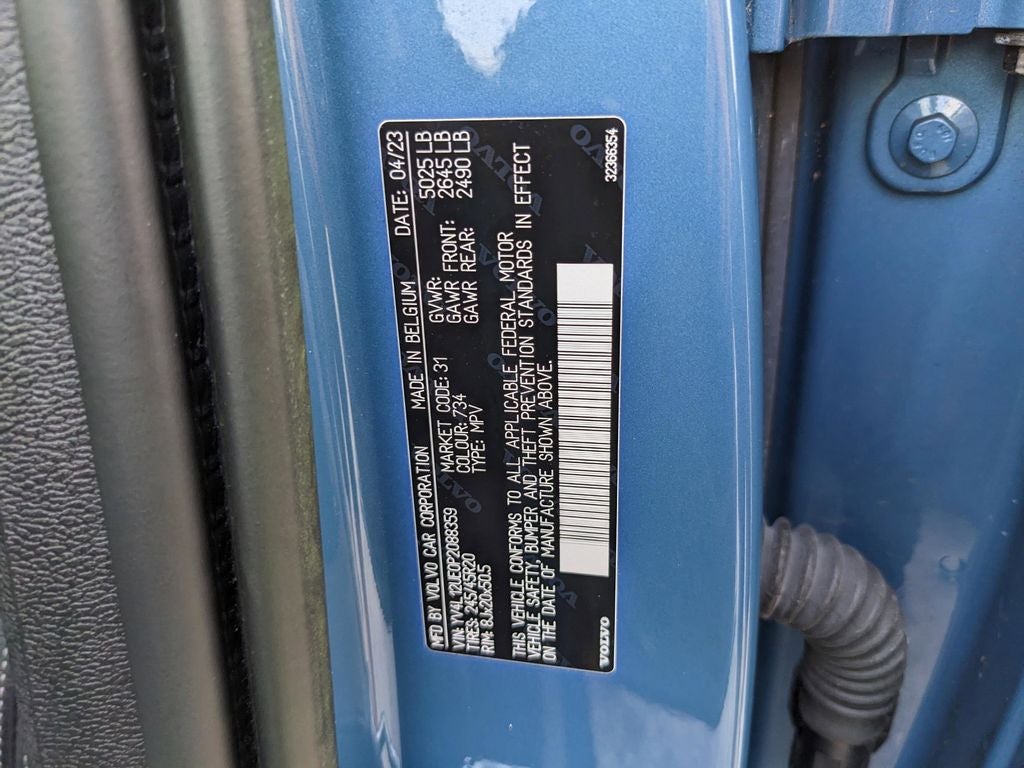 MFD BY VOLVO CAR CORPORATION MADE IN BELGIUM DATE: 04/23
VIN: YV4L12UE0P2088359 MARKET CODE: 31 GVWR: 5025 LB
TIRES: 245/45R20 COLOUR: 734 GAWR FRONT: 2645 LB
RIM: 8Jx20x50.5 TYPE: MPV GAWR REAR: 2490 LB
THIS VEHICLE CONFORMS TO ALL APPLICABLE FEDERAL MOTOR
VEHICLE SAFETY, BUMPER AND THEFT PREVENTION STANDARDS IN EFFECT
ON THE DATE OF MANUFACTURE SHOWN ABOVE.
VOLVO 32366354